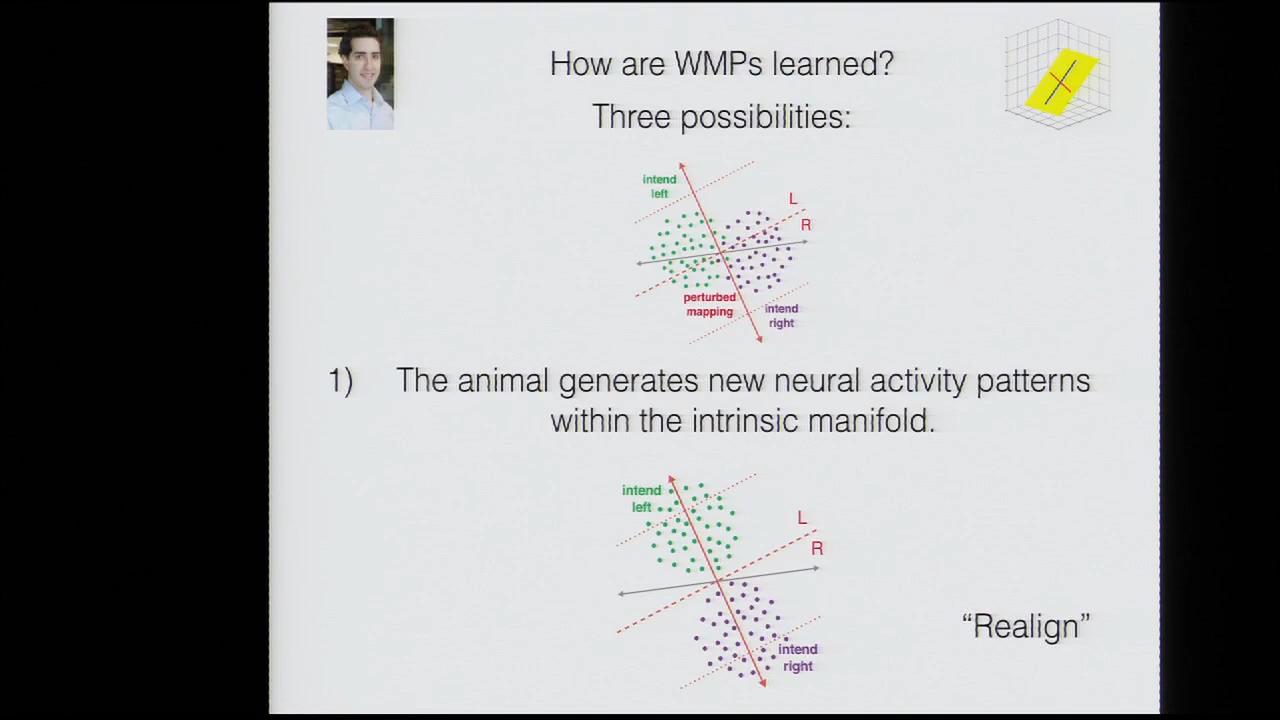 How are WMPs learned?
Three possibilities:
intend
left
L
R
perturbed
mapping
intend
right
1) The animal generates new neural activity patterns
within the intrinsic manifold.
intend
left
L
R
intend
right
“Realign”